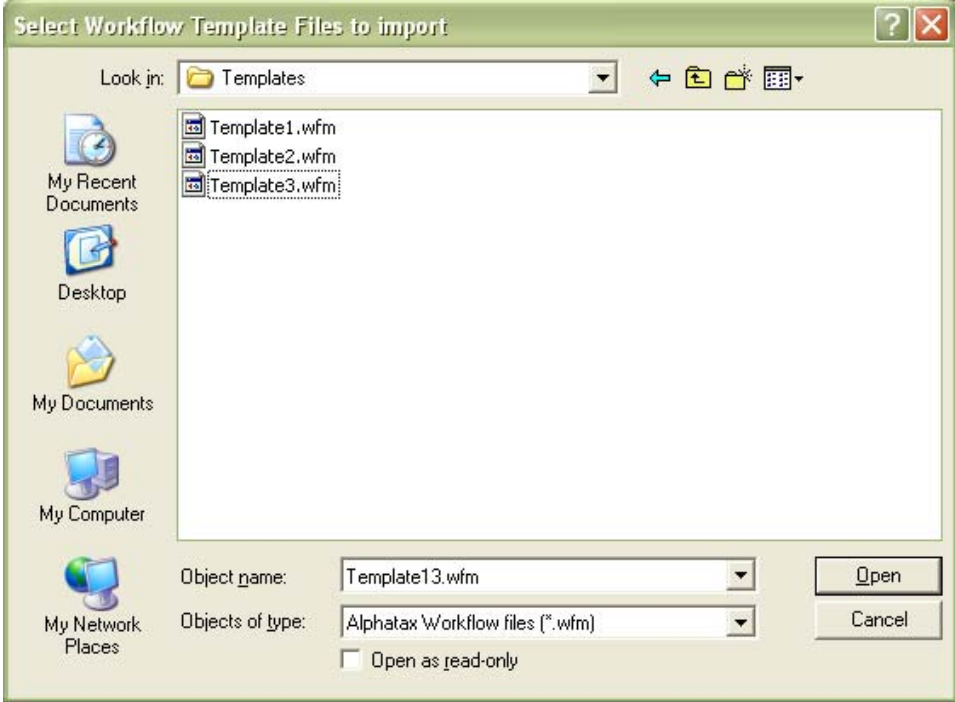 Select Workflow Template Files to import
Look in: Templates
Template1.wfm
Template2.wfm
Template3.wfm
My Recent
Documents
Desktop
My Documents
My Computer
My Network
Places
Object name: Template13.wfm Open
Objects of type: Alphatax Workflow files (*.wfm) Cancel
Open as read-only